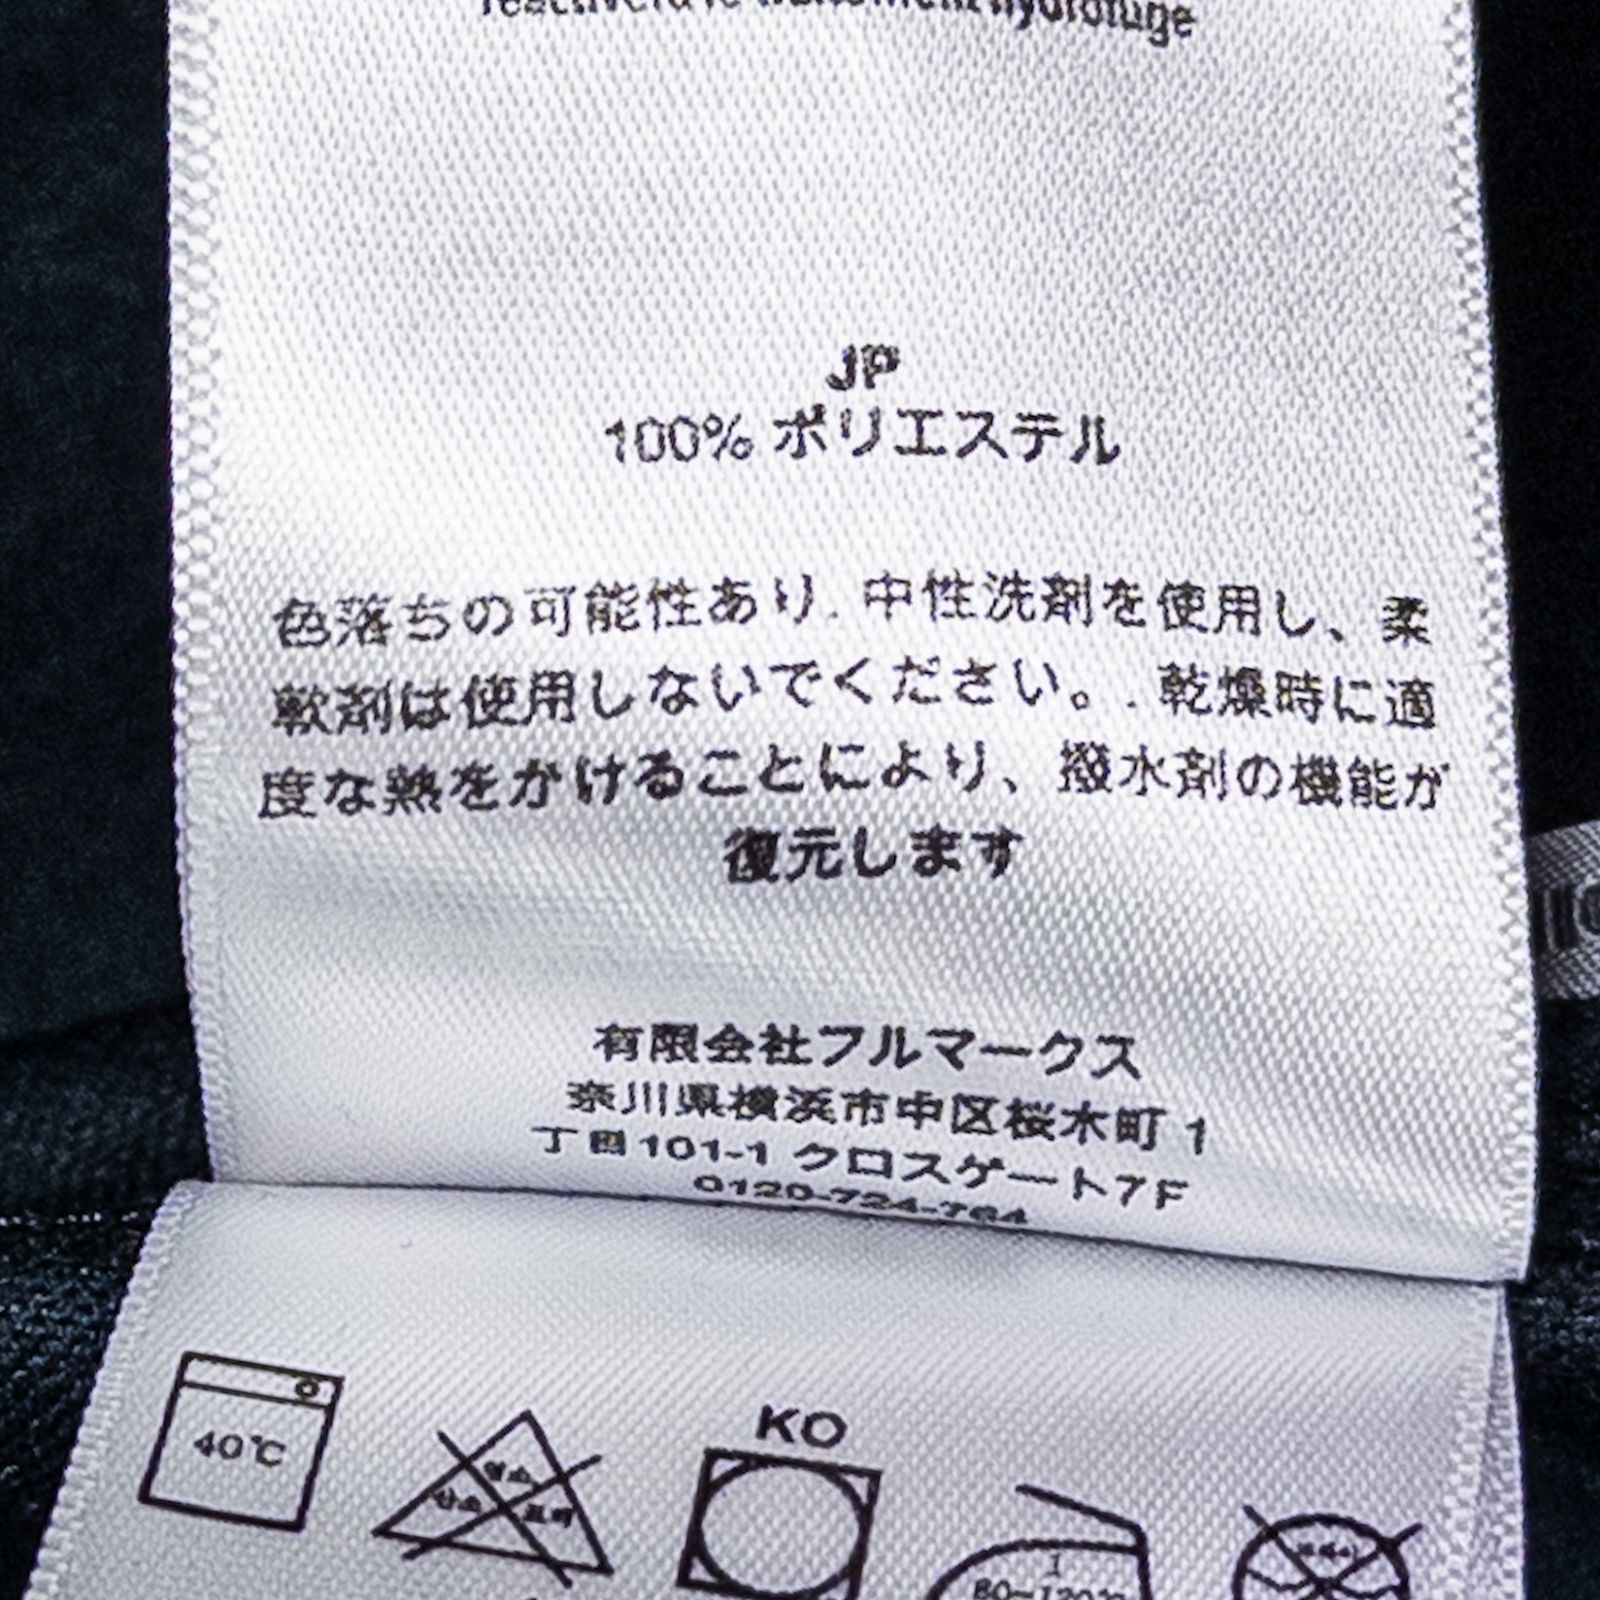 hydrofuge
JP
100% ポリエステル
色落ちの可能性あり. 中性洗剤を使用し、柔
軟剤は使用しないでください。. 乾燥時に適
度な熱をかけることにより、撥水剤の機能が
復元します
有限会社フルマークス
奈川県横浜市中区桜木町 1
丁目101-1 クロスゲート7F
0120-724-764
40℃
KO